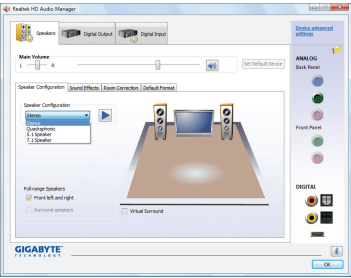 Realtek HD Audio Manager
Speakers
Digital Output
Digital Input
Device advanced
settings
Main Volume
L
R
Set Default Device
ANALOG
Back Panel
Speaker Configuration
Sound Effects
Room Correction
Default Format
Speaker Configuration
Stereo
Stereo
Quadraphonic
5.1 Speaker
7.1 Speaker
Front Panel
Full-range Speakers
Front left and right
Surround speakers
Virtual Surround
DIGITAL
GIGABYTE
TECHNOLOGY
OK